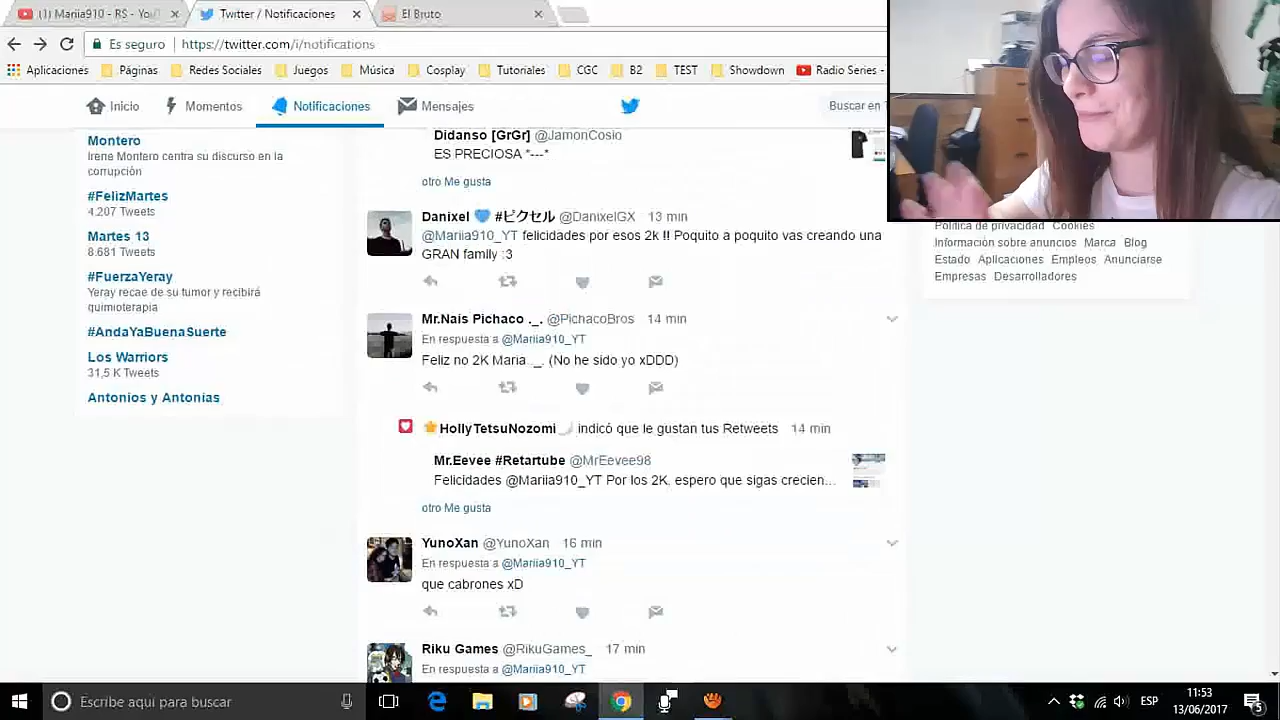 (1) Mariia910 - RS - You
Twitter / Notificaciones
El Bruto
Es seguro
https://twitter.com/i/notifications
Aplicaciones
Páginas
Redes Sociales
Juegos
Música
Cosplay
Tutoriales
CGC
B2
TEST
Showdown
Radio Series -
Inicio
Momentos
Notificaciones
Mensajes
Buscar en
Montero
Irene Montero centra su discurso en la
corrupción
#FelizMartes
4.207 Tweets
Martes 13
8.681 Tweets
#FuerzaYeray
Yeray recae de su tumor y recibirá
quimioterapia
#AndaYaBuenaSuerte
Los Warriors
31,5 K Tweets
Antonios y Antonias
Didanso [GrGr] @JamonCosio
ES PRECIOSA *---*
otro Me gusta
Danixel 💙 #ピクセル @DanixelGX 13 min
@Mariia910_YT felicidades por esos 2k !! Poquito a poquito vas creando una
GRAN family :3
Mr.Nais Pichaco ._. @PichacoBros 14 min
En respuesta a @Mariia910_YT
Feliz no 2K Maria ._. (No he sido yo xDDD)
HollyTetsuNozomi indicó que le gustan tus Retweets 14 min
Mr.Eevee #Retartube @MrEevee98
Felicidades @Mariia910_YT Por los 2K. espero que sigas crecien...
otro Me gusta
YunoXan @YunoXan 16 min
En respuesta a @Mariia910_YT
que cabrones xD
Riku Games @RikuGames_ 17 min
En respuesta a @Mariia910_YT
Política de privacidad Cookies
Información sobre anuncios Marca Blog
Estado Aplicaciones Empleos Anunciarse
Empresas Desarrolladores
Escribe aquí para buscar
ESP
11:53
13/06/2017
5